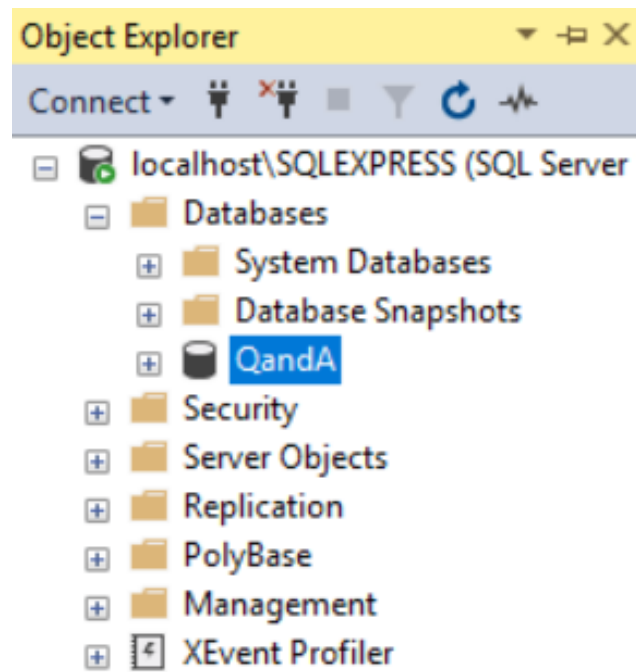 Object Explorer
Connect
localhost\SQLEXPRESS (SQL Server
Databases
System Databases
Database Snapshots
QandA
Security
Server Objects
Replication
PolyBase
Management
XEvent Profiler